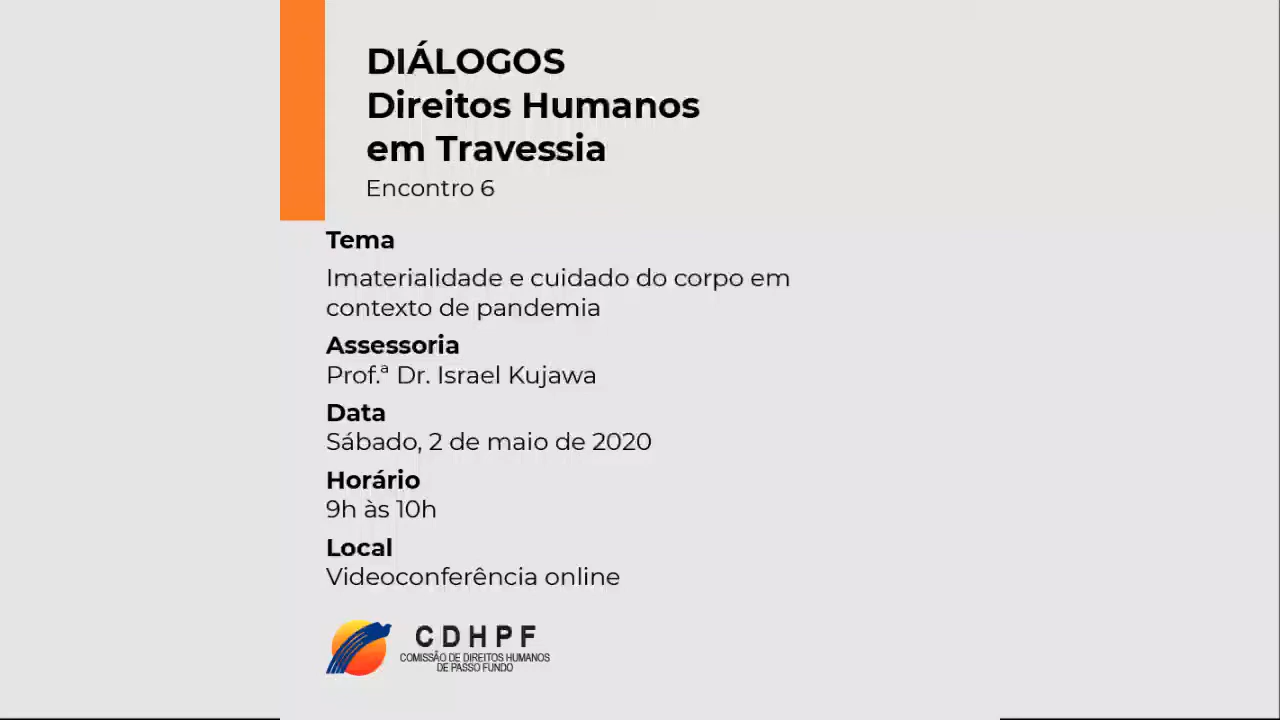 DIÁLOGOS
Direitos Humanos
em Travessia
Encontro 6
Tema
Imaterialidade e cuidado do corpo em
contexto de pandemia
Assessoria
Prof.ª Dr. Israel Kujawa
Data
Sábado, 2 de maio de 2020
Horário
9h às 10h
Local
Videoconferência online
CDHPF
COMISSÃO DE DIREITOS HUMANOS
DE PASSO FUNDO